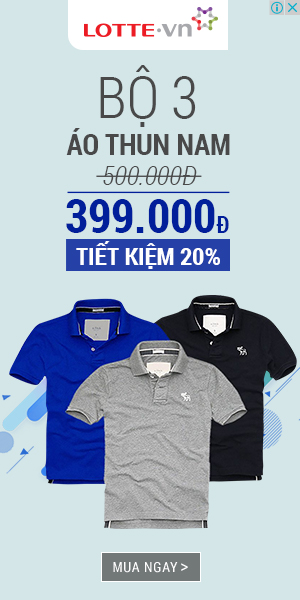 LOTTE.vn
BỘ 3
ÁO THUN NAM
500.000Đ
399.000Đ
TIẾT KIỆM 20%
MUA NGAY >